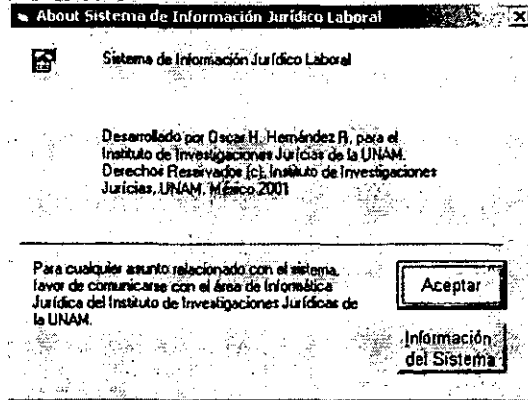 About Sistema de Información Jurídico Laboral
Sistema de Información Jurídico Laboral
Desarrollado por Oscar H. Hernández R, para el
Instituto de Investigaciones Jurícias de la UNAM.
Derechos Reservados (c), Instituto de Investigaciones
Jurícias, UNAM, México 2001
Para cualquier asunto relacionado con el sistema,
favor de comunicarse con el área de Informática
Jurídica del Instituto de Investigaciones Jurídicas de
la UNAM.
Aceptar
Información
del Sistema